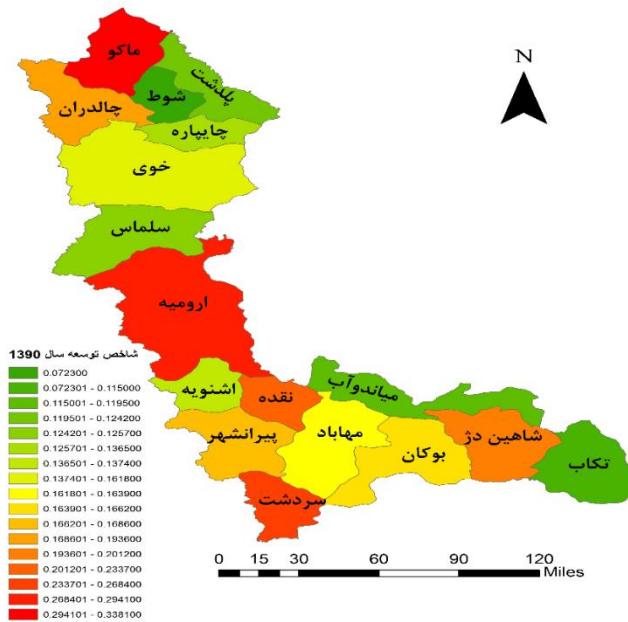 ماکو
N
پلدشت
شوط
چالدران
چایپاره
خوی
سلماس
ارومیه
شاخص توسعه سال 1390
0.072300
0.072301 - 0.115000
0.115001 - 0.119500
0.119501 - 0.124200
0.124201 - 0.125700
0.125701 - 0.136500
0.136501 - 0.137400
0.137401 - 0.161800
0.161801 - 0.163900
0.163901 - 0.166200
0.166201 - 0.168600
0.168601 - 0.193600
0.193601 - 0.201200
0.201201 - 0.233700
0.233701 - 0.268400
0.268401 - 0.294100
0.294101 - 0.338100
اشنویه
نقده
میاندوآب
پیرانشهر
مهاباد
بوکان
شاهین دژ
تکاب
سردشت
0 15 30 60 90 120
Miles